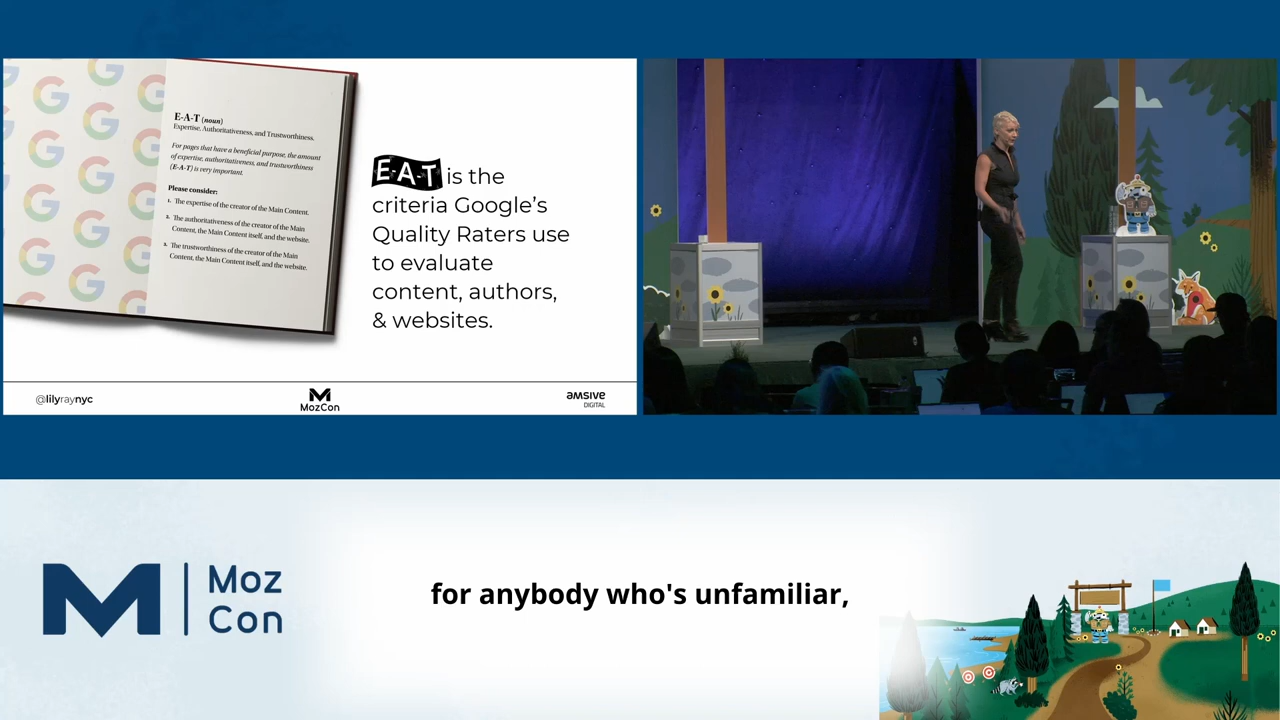 E-A-T (noun)
Expertise, Authoritativeness, and Trustworthiness.
For pages that have a beneficial purpose, the amount
of expertise, authoritativeness, and trustworthiness
(E-A-T) is very important.
Please consider:
1. The expertise of the creator of the Main Content.
2. The authoritativeness of the creator of the Main
Content, the Main Content itself, and the website.
3. The trustworthiness of the creator of the Main
Content, the Main Content itself, and the website.
E-A-T is the
criteria Google’s
Quality Raters use
to evaluate
content, authors,
& websites.
@lilyraynyc
MozCon
amsive
DIGITAL
for anybody who's unfamiliar,
Moz
Con